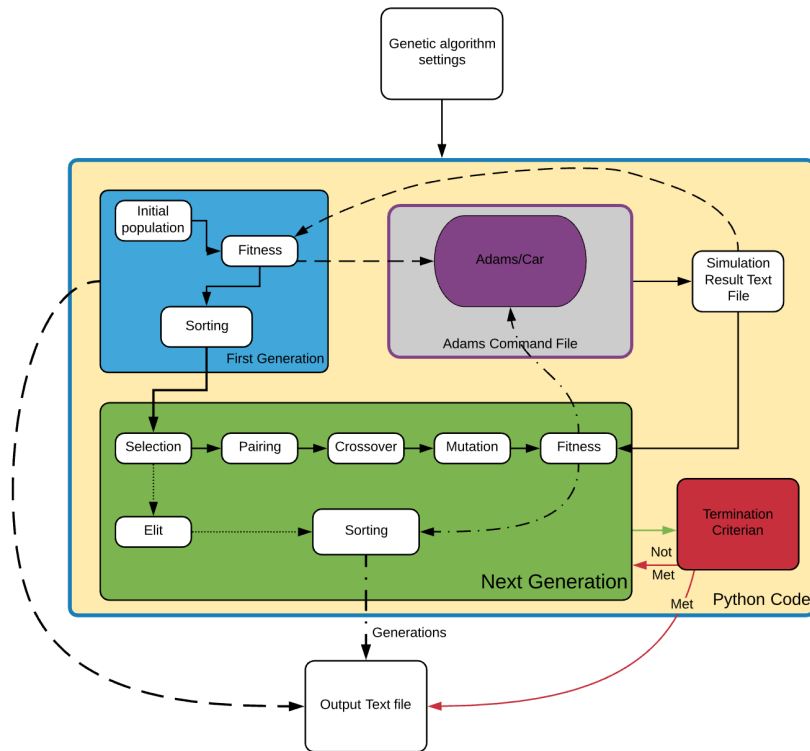 Genetic algorithm
settings
Initial
population
Fitness
Sorting
First Generation
Adams/Car
Adams Command File
Simulation
Result Text
File
Selection
Pairing
Crossover
Mutation
Fitness
Elit
Sorting
Next Generation
Termination
Criterian
Not
Met
Met
Python Code
Generations
Output Text file